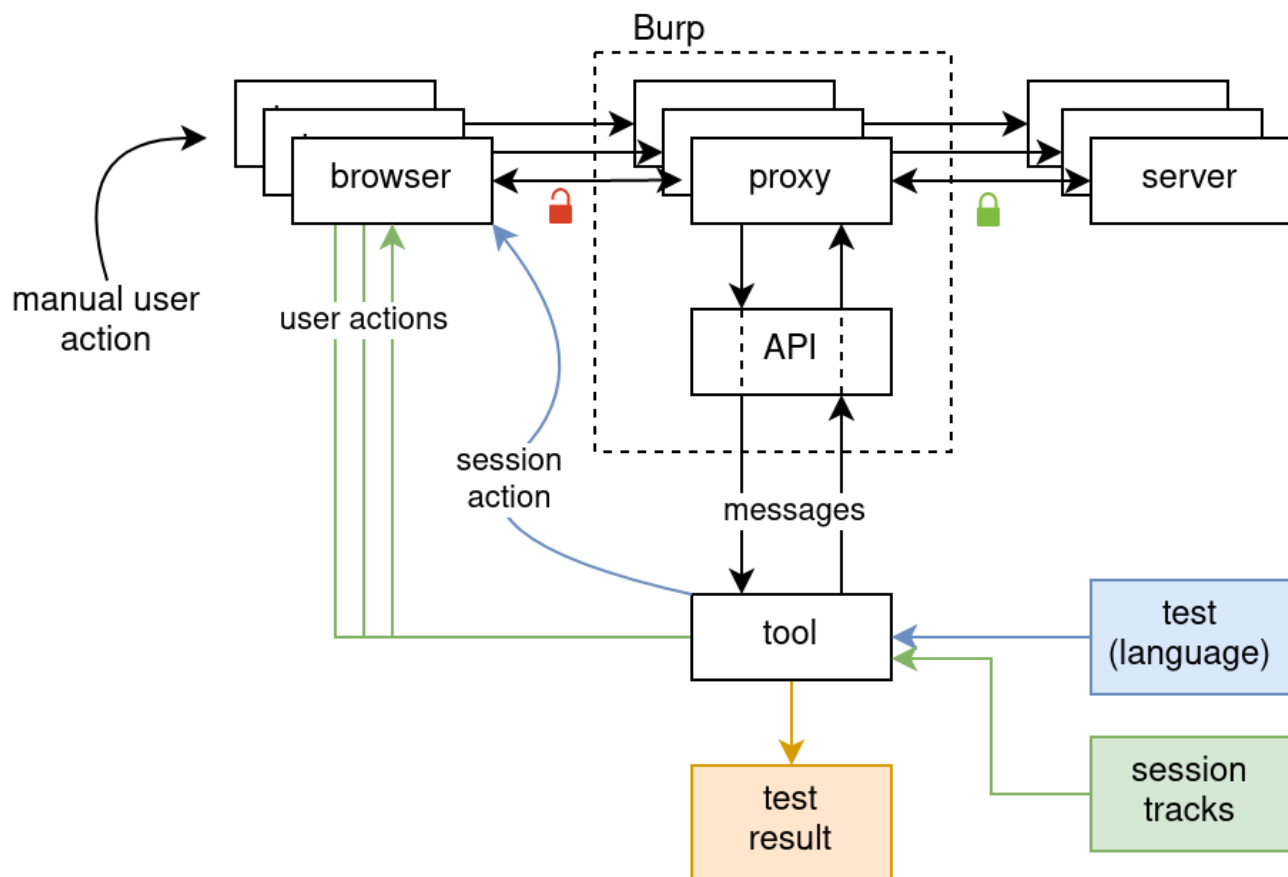 Burp
browser
proxy
server
manual user
action
user actions
API
session
action
messages
tool
test
(language)
session
tracks
test
result